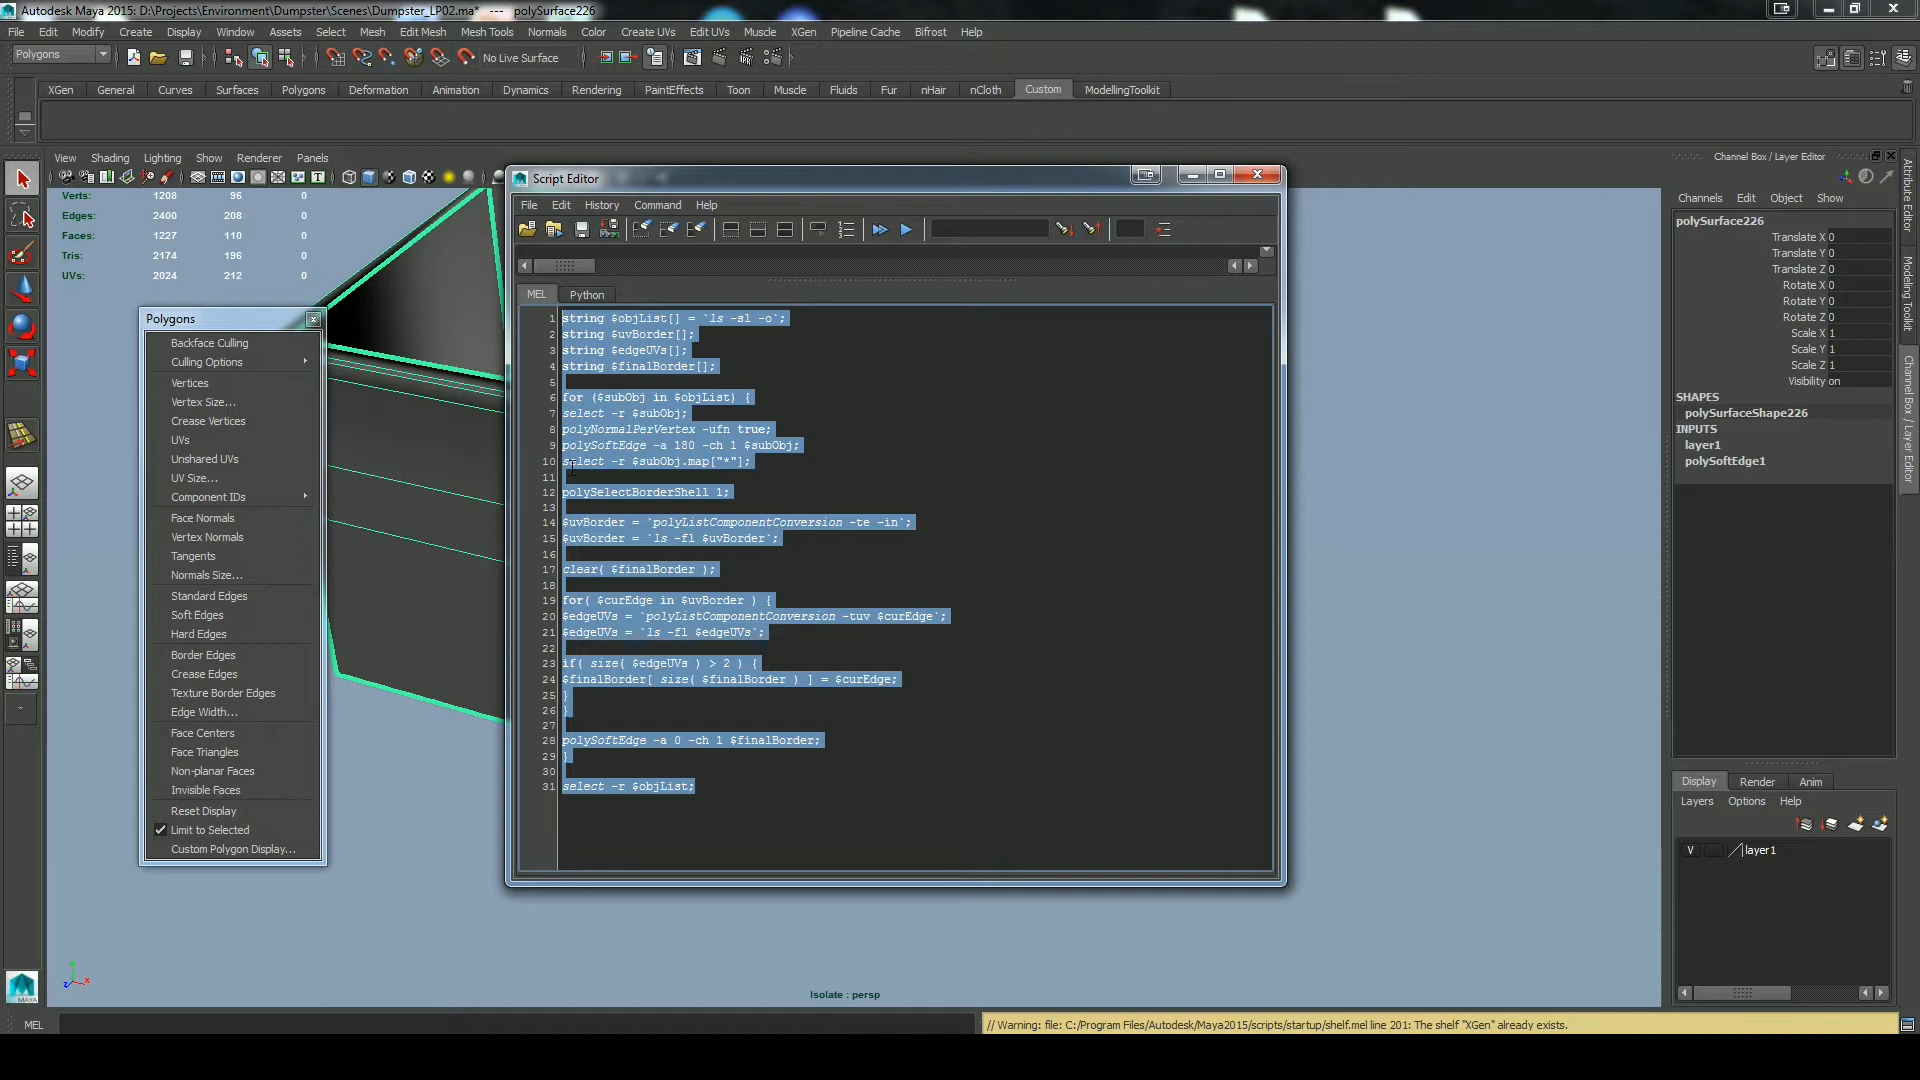 Autodesk Maya 2015: D:\Projects\Environment\Dumpster\Scenes\Dumpster_LP02.ma* --- polySurface226
File Edit Modify Create Display Window Assets Select Mesh Edit Mesh Mesh Tools Normals Color Create UVs Edit UVs Muscle XGen Pipeline Cache Bifrost Help
Polygons No Live Surface
XGen General Curves Surfaces Polygons Deformation Animation Dynamics Rendering PaintEffects Toon Muscle Fluids Fur nHair nCloth Custom ModellingToolkit
View Shading Lighting Show Renderer Panels
Verts: 1208 96 0
Edges: 2400 208 0
Faces: 1227 110 0
Tris: 2174 196 0
UVs: 2024 212 0
Polygons
Backface Culling
Culling Options
Vertices
Vertex Size...
Crease Vertices
UVs
Unshared UVs
UV Size...
Component IDs
Face Normals
Vertex Normals
Tangents
Normals Size...
Standard Edges
Soft Edges
Hard Edges
Border Edges
Crease Edges
Texture Border Edges
Edge Width...
Face Centers
Face Triangles
Non-planar Faces
Invisible Faces
Reset Display
Limit to Selected
Custom Polygon Display...
Script Editor
File Edit History Command Help
MEL Python
1 string $objList[] = `ls -sl -o`;
2 string $uvBorder[];
3 string $edgeUVs[];
4 string $finalBorder[];
5
6 for ($subObj in $objList) {
7 select -r $subObj;
8 polyNormalPerVertex -ufn true;
9 polySoftEdge -a 180 -ch 1 $subObj;
10 select -r $subObj.map["*"];
11
12 polySelectBorderShell 1;
13
14 $uvBorder = `polyListComponentConversion -te -in`;
15 $uvBorder = `ls -fl $uvBorder`;
16
17 clear( $finalBorder );
18
19 for( $curEdge in $uvBorder ) {
20 $edgeUVs = `polyListComponentConversion -tuv $curEdge`;
21 $edgeUVs = `ls -fl $edgeUVs`;
22
23 if( size( $edgeUVs ) > 2 ) {
24 $finalBorder[ size( $finalBorder ) ] = $curEdge;
25 }
26 }
27
28 polySoftEdge -a 0 -ch 1 $finalBorder;
29 }
30
31 select -r $objList;
Channel Box / Layer Editor
Channels Edit Object Show
polySurface226
Translate X 0
Translate Y 0
Translate Z 0
Rotate X 0
Rotate Y 0
Rotate Z 0
Scale X 1
Scale Y 1
Scale Z 1
Visibility on
SHAPES
polySurfaceShape226
INPUTS
layer1
polySoftEdge1
Display Render Anim
Layers Options Help
V layer1
Attribute Editor
Modeling Toolkit
Channel Box / Layer Editor
Isolate : persp
MAYA
MEL
// Warning: file: C:/Program Files/Autodesk/Maya2015/scripts/startup/shelf.mel line 201: The shelf "XGen" already exists.